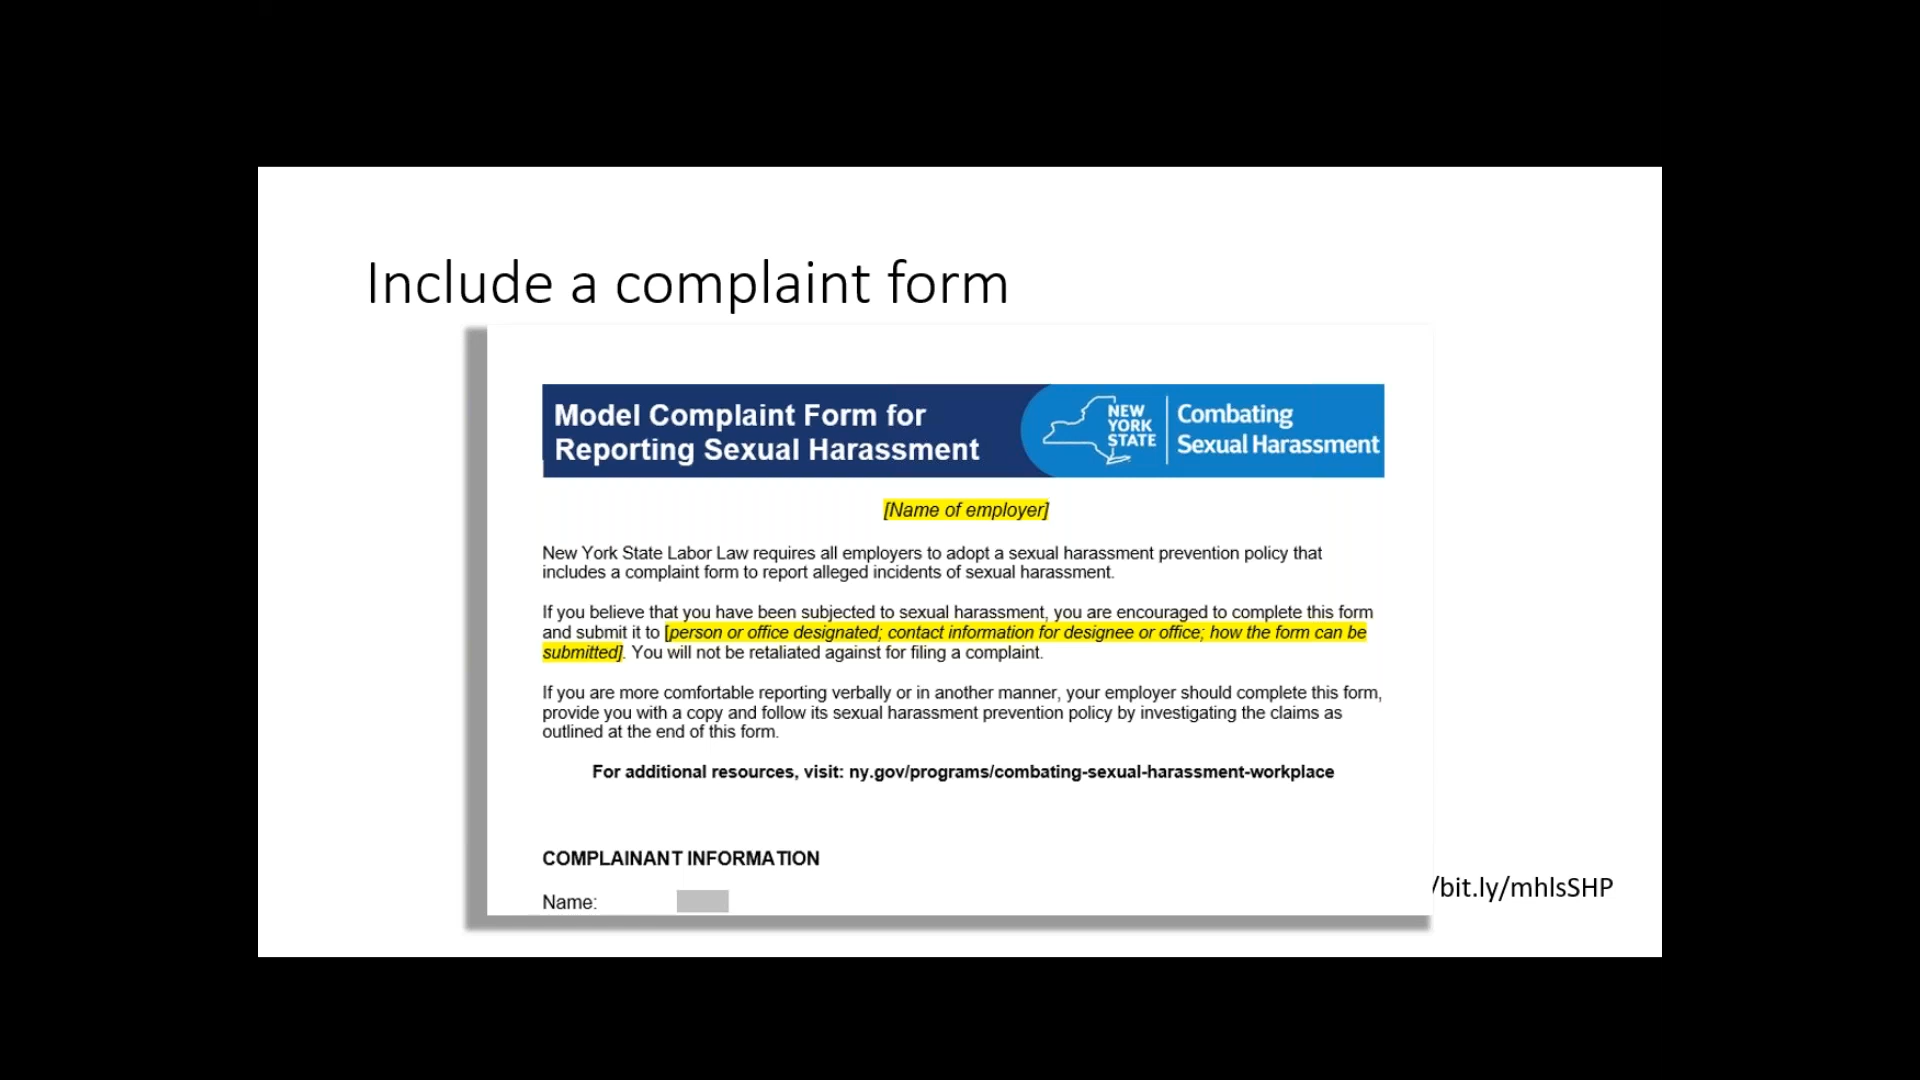 Include a complaint form
Model Complaint Form for
Reporting Sexual Harassment
NEW
YORK
STATE
Combating
Sexual Harassment
[Name of employer]
New York State Labor Law requires all employers to adopt a sexual harassment prevention policy that
includes a complaint form to report alleged incidents of sexual harassment.
If you believe that you have been subjected to sexual harassment, you are encouraged to complete this form
and submit it to [person or office designated; contact information for designee or office; how the form can be
submitted]. You will not be retaliated against for filing a complaint.
If you are more comfortable reporting verbally or in another manner, your employer should complete this form,
provide you with a copy and follow its sexual harassment prevention policy by investigating the claims as
outlined at the end of this form.
For additional resources, visit: ny.gov/programs/combating-sexual-harassment-workplace
COMPLAINANT INFORMATION
Name:
/bit.ly/mhlsSHP